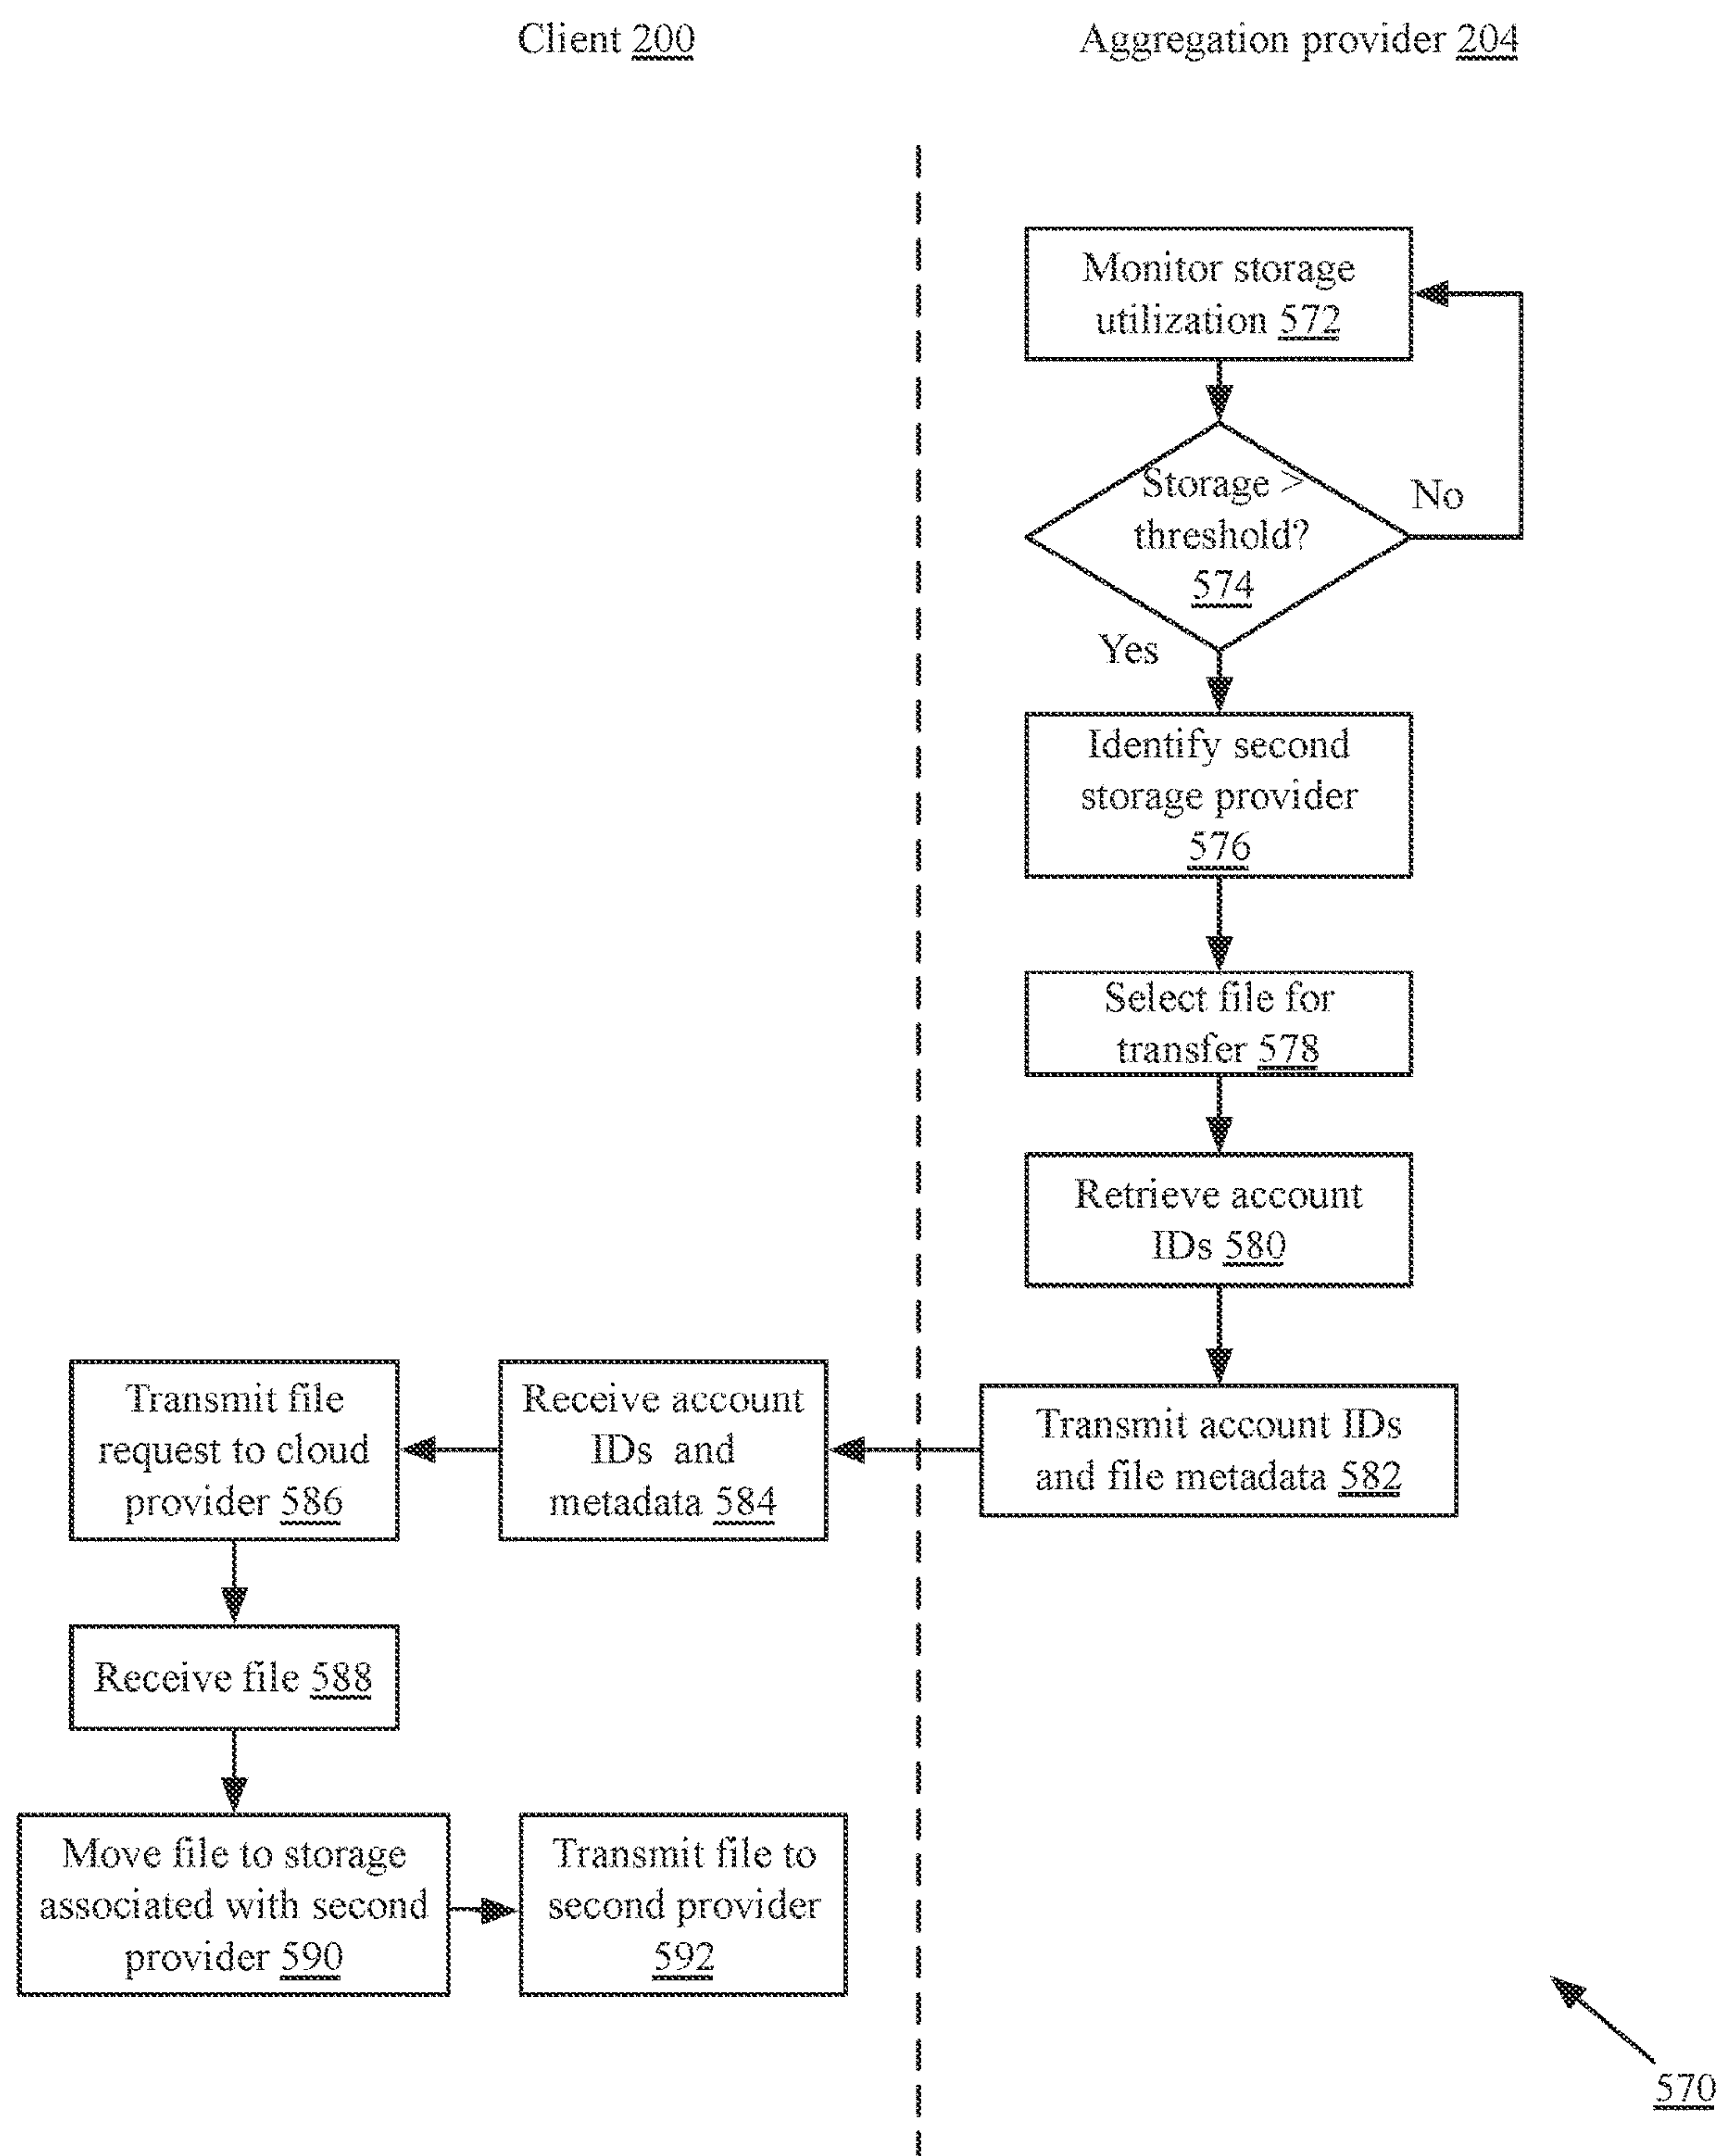 Client 200
Aggregation provider 204
Monitor storage
utilization 572
Storage >
threshold?
574
No
Yes
Identify second
storage provider
576
Select file for
transfer 578
Retrieve account
IDs 580
Transmit account IDs
and file metadata 582
Receive account
IDs and
metadata 584
Transmit file
request to cloud
provider 586
Receive file 588
Move file to storage
associated with second
provider 590
Transmit file to
second provider
592
570